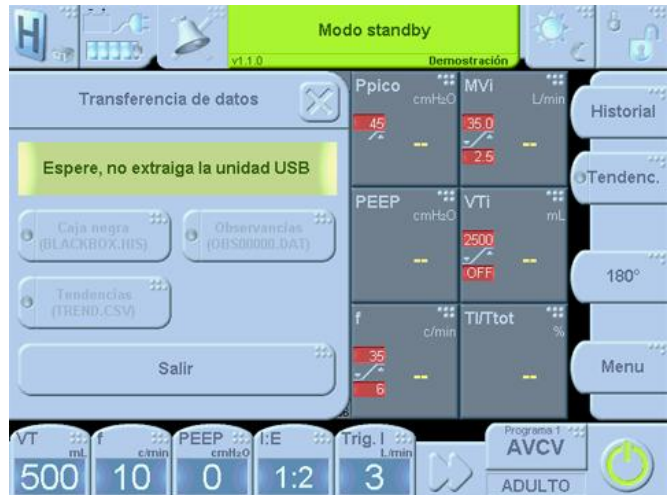 H
Modo standby
v1.1.0
Demostración
Transferencia de datos
Espere, no extraiga la unidad USB
Caja negra
(BLACKBOX.HIS)
Observancias
(OBS00000.DAT)
Tendencias
(TREND.CSV)
Salir
Ppico
cmH₂O
45
--
MVi
L/min
35.0
2.5
--
PEEP
cmH₂O
--
VTi
mL
2500
OFF
--
f
c/min
35
6
--
TI/Ttot
%
--
Historial
Tendenc.
180°
Menu
VT
mL
500
f
c/min
10
PEEP
cmH₂O
0
I:E
1:2
Trig. I
L/min
3
Programa 1
AVCV
ADULTO